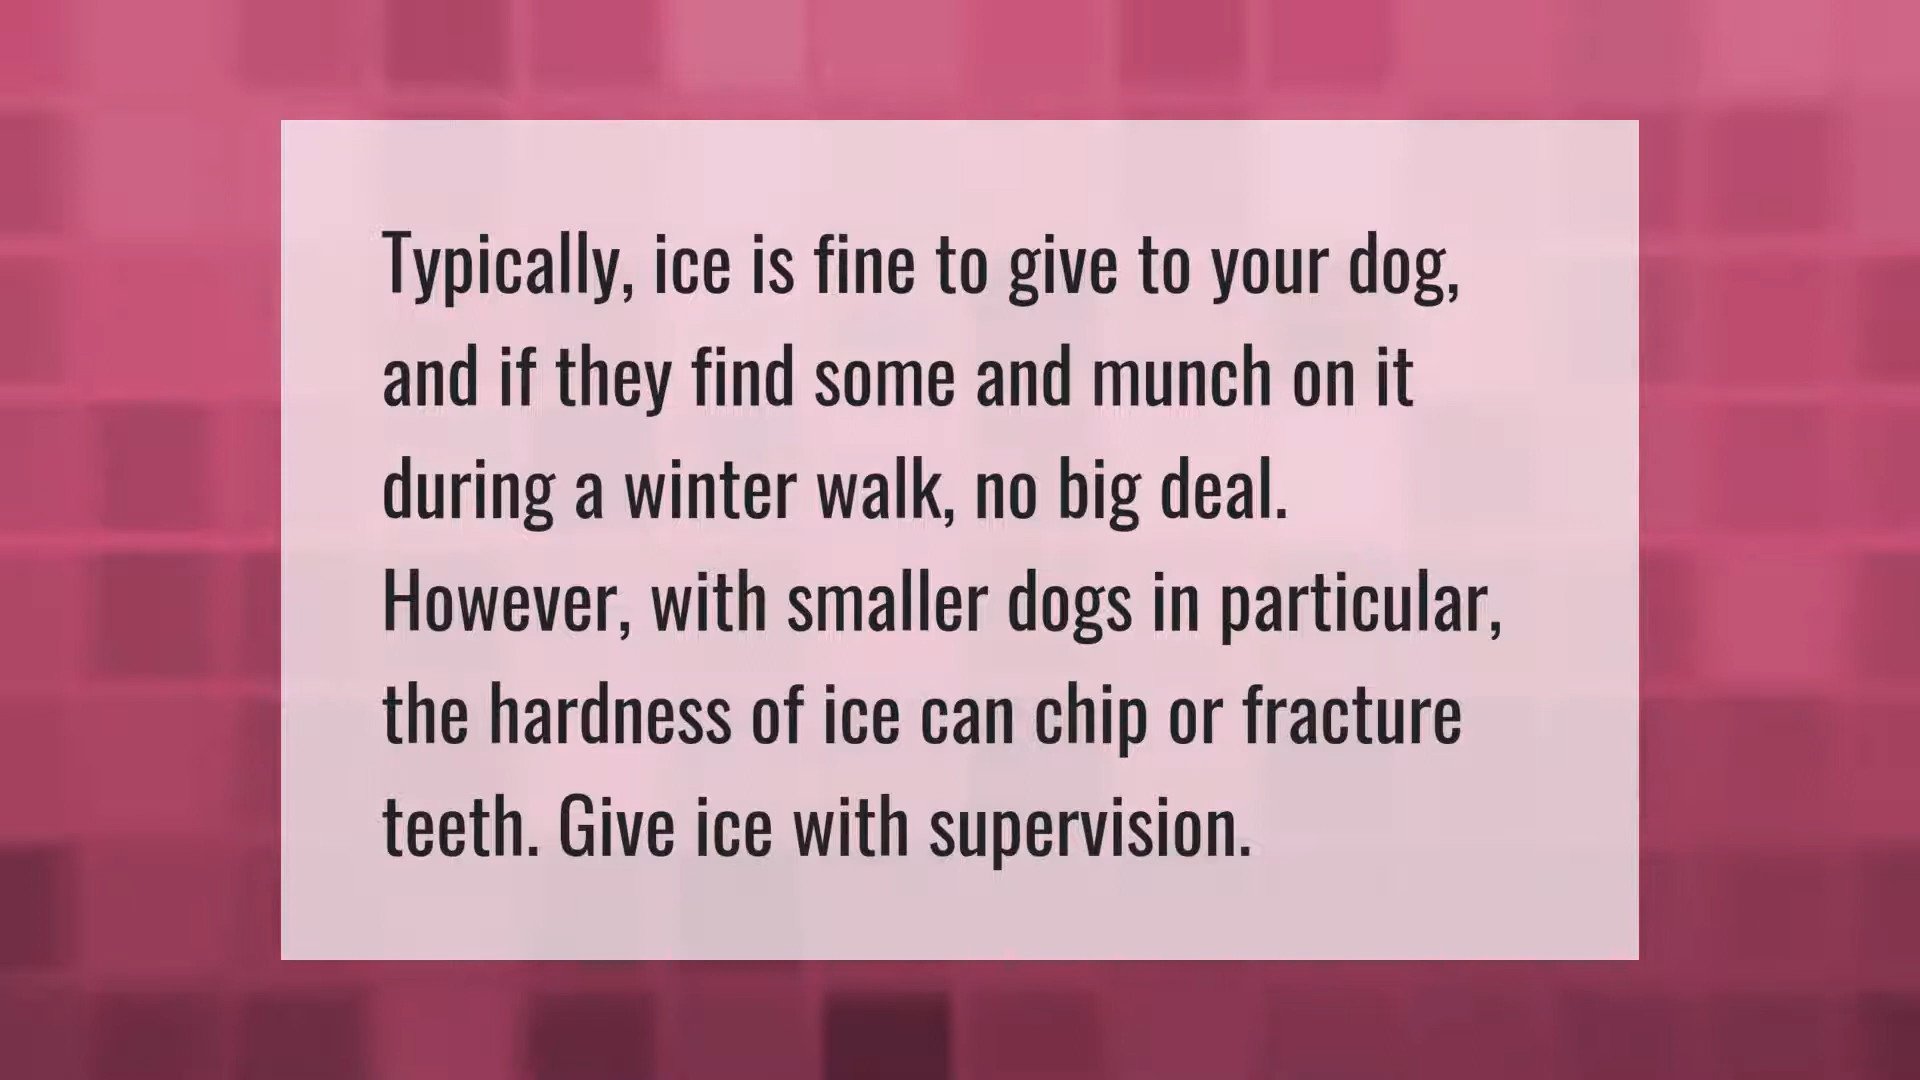 Typically, ice is fine to give to your dog,
and if they find some and munch on it
during a winter walk, no big deal.
However, with smaller dogs in particular,
the hardness of ice can chip or fracture
teeth. Give ice with supervision.